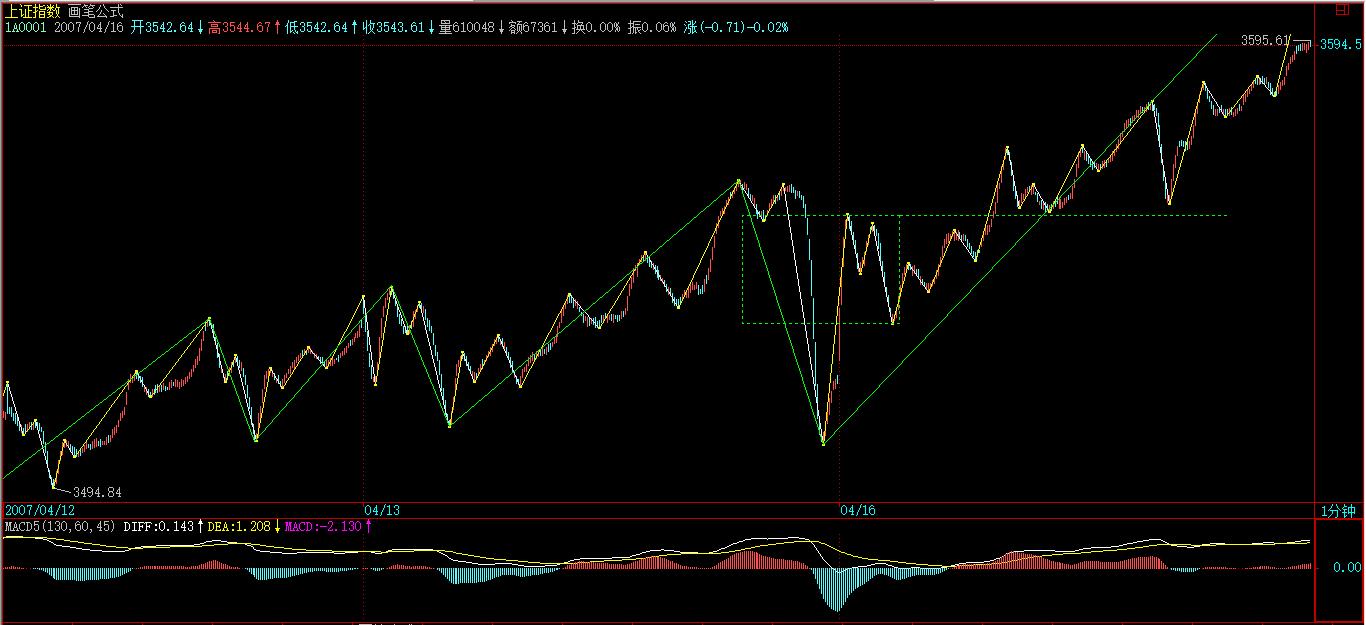 上证指数 画笔公式
1A0001 2007/04/16 开3542.64↓高3544.67↑低3542.64↑收3543.61↓量610048↓额67361↓换0.00% 振0.06% 涨(-0.71)-0.02%
3595.61
3594.5
3494.84
2007/04/12 04/13 04/16 1分钟
MACD5(130,60,45) DIFF:0.143↑DEA:1.208↓MACD:-2.130↑
0.00